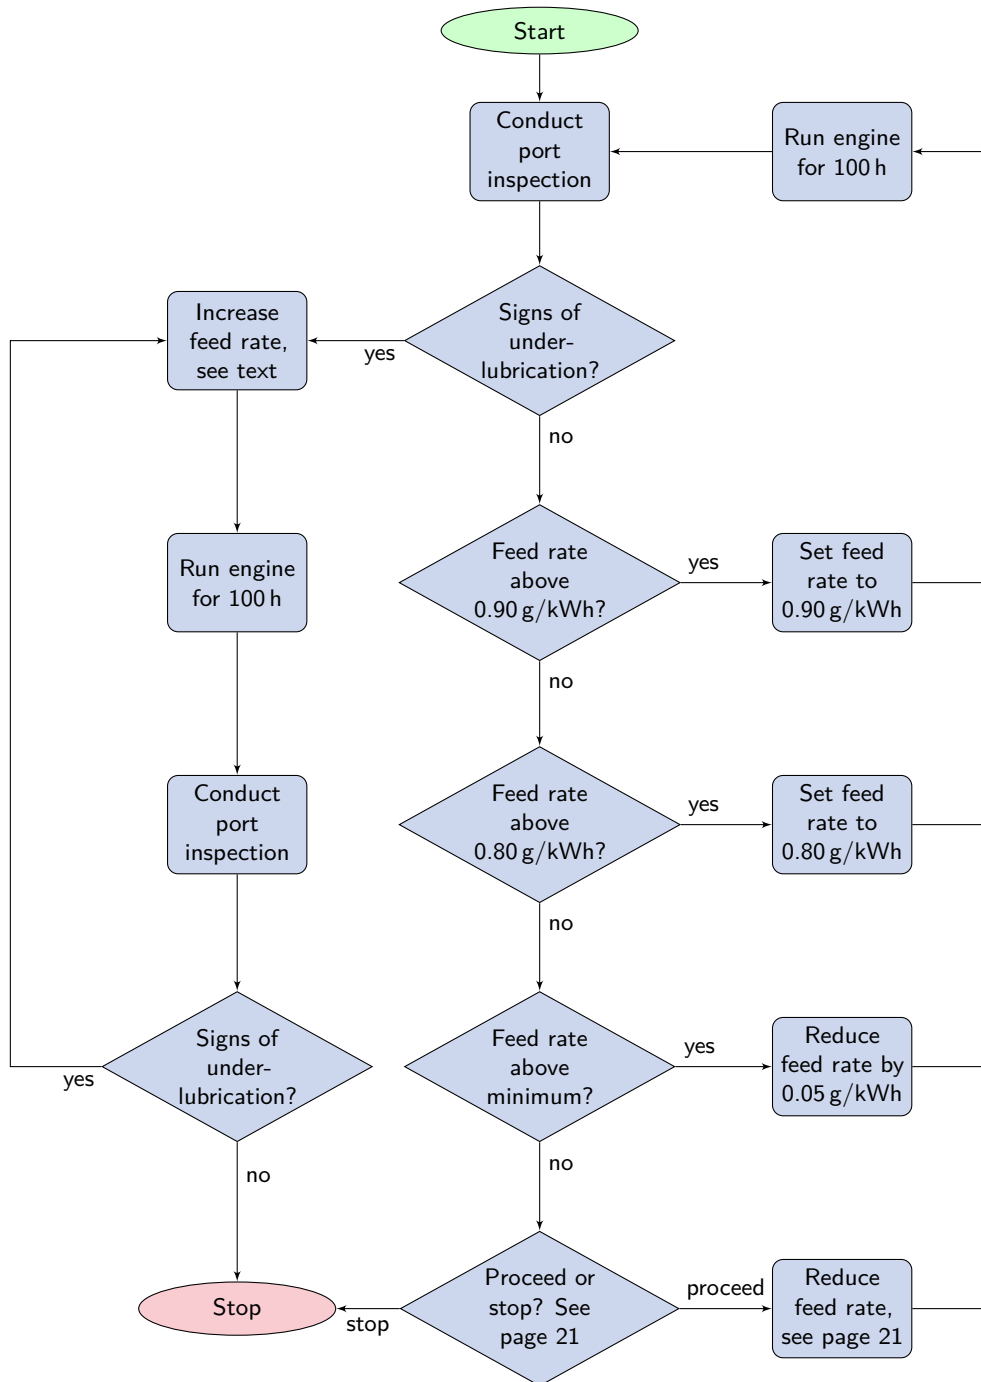 Start
Conduct
port
inspection
Run engine
for 100 h
Increase
feed rate,
see text
yes
Signs of
under-
lubrication?
no
Run engine
for 100 h
Feed rate
above
0.90 g/kWh?
yes
Set feed
rate to
0.90 g/kWh
no
Conduct
port
inspection
Feed rate
above
0.80 g/kWh?
yes
Set feed
rate to
0.80 g/kWh
no
yes
Signs of
under-
lubrication?
Feed rate
above
minimum?
yes
Reduce
feed rate by
0.05 g/kWh
no
no
Stop
stop
Proceed or
stop? See
page 21
proceed
Reduce
feed rate,
see page 21